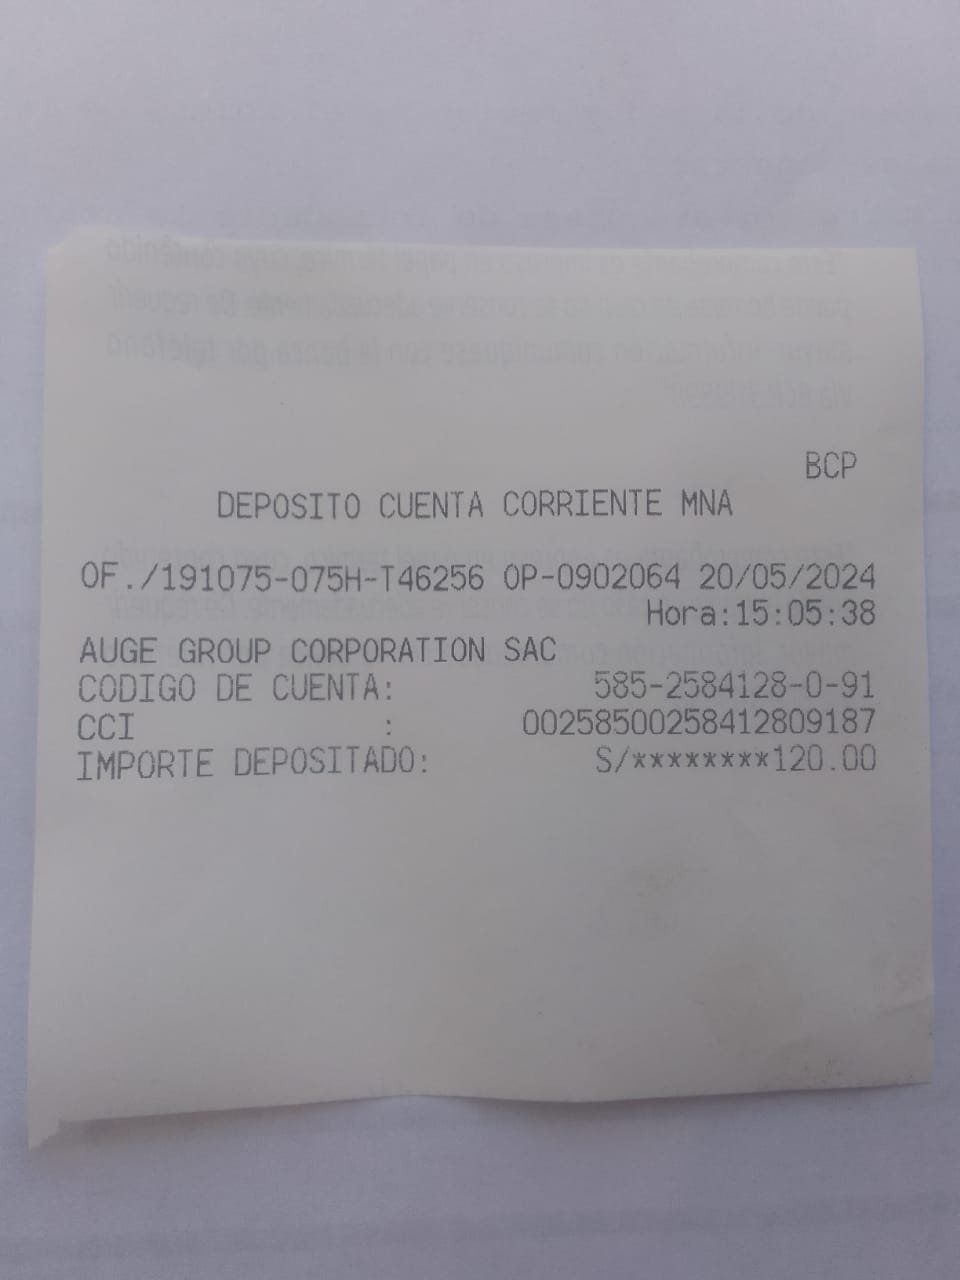 BCP
DEPOSITO CUENTA CORRIENTE MNA
OF./191075-075H-T46256 OP-0902064 20/05/2024
Hora:15:05:38
AUGE GROUP CORPORATION SAC
CODIGO DE CUENTA: 585-2584128-0-91
CCI : 00258500258412809187
IMPORTE DEPOSITADO: S/********120.00